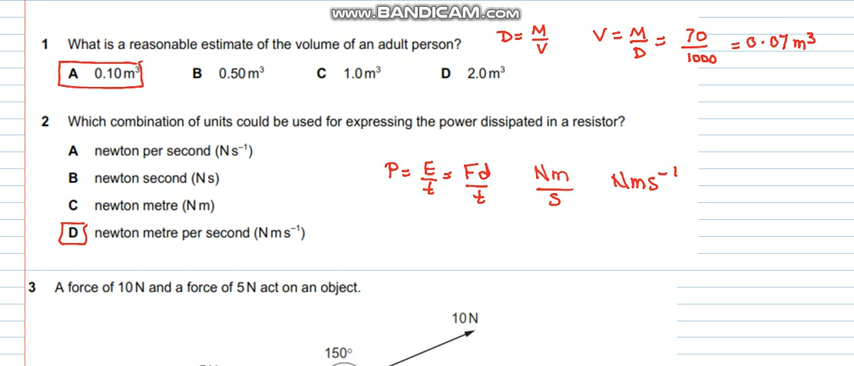 www.BANDICAM.com
1 What is a reasonable estimate of the volume of an adult person?
D = M/V
V = M/D = 70/1000 = 0.07 m³
A 0.10 m³ B 0.50 m³ C 1.0 m³ D 2.0 m³
2 Which combination of units could be used for expressing the power dissipated in a resistor?
A newton per second (N s⁻¹)
B newton second (N s)
C newton metre (N m)
D newton metre per second (N m s⁻¹)
P = E/t = Fd/t Nm/s Nms⁻¹
3 A force of 10 N and a force of 5 N act on an object.
10 N
150°